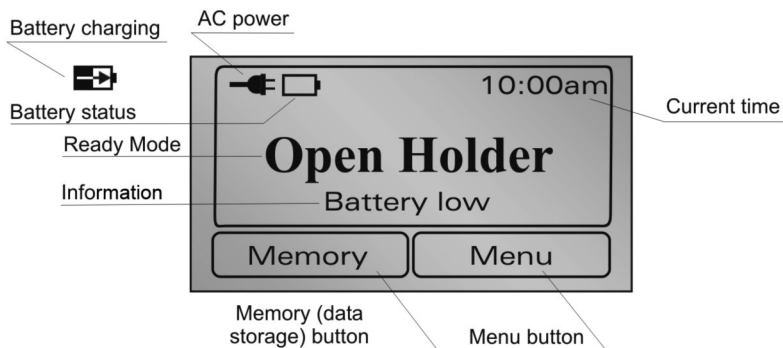 Battery charging
AC power
10:00am
Battery status
Current time
Ready Mode
Open Holder
Information
Battery low
Memory
Menu
Memory (data
storage) button
Menu button